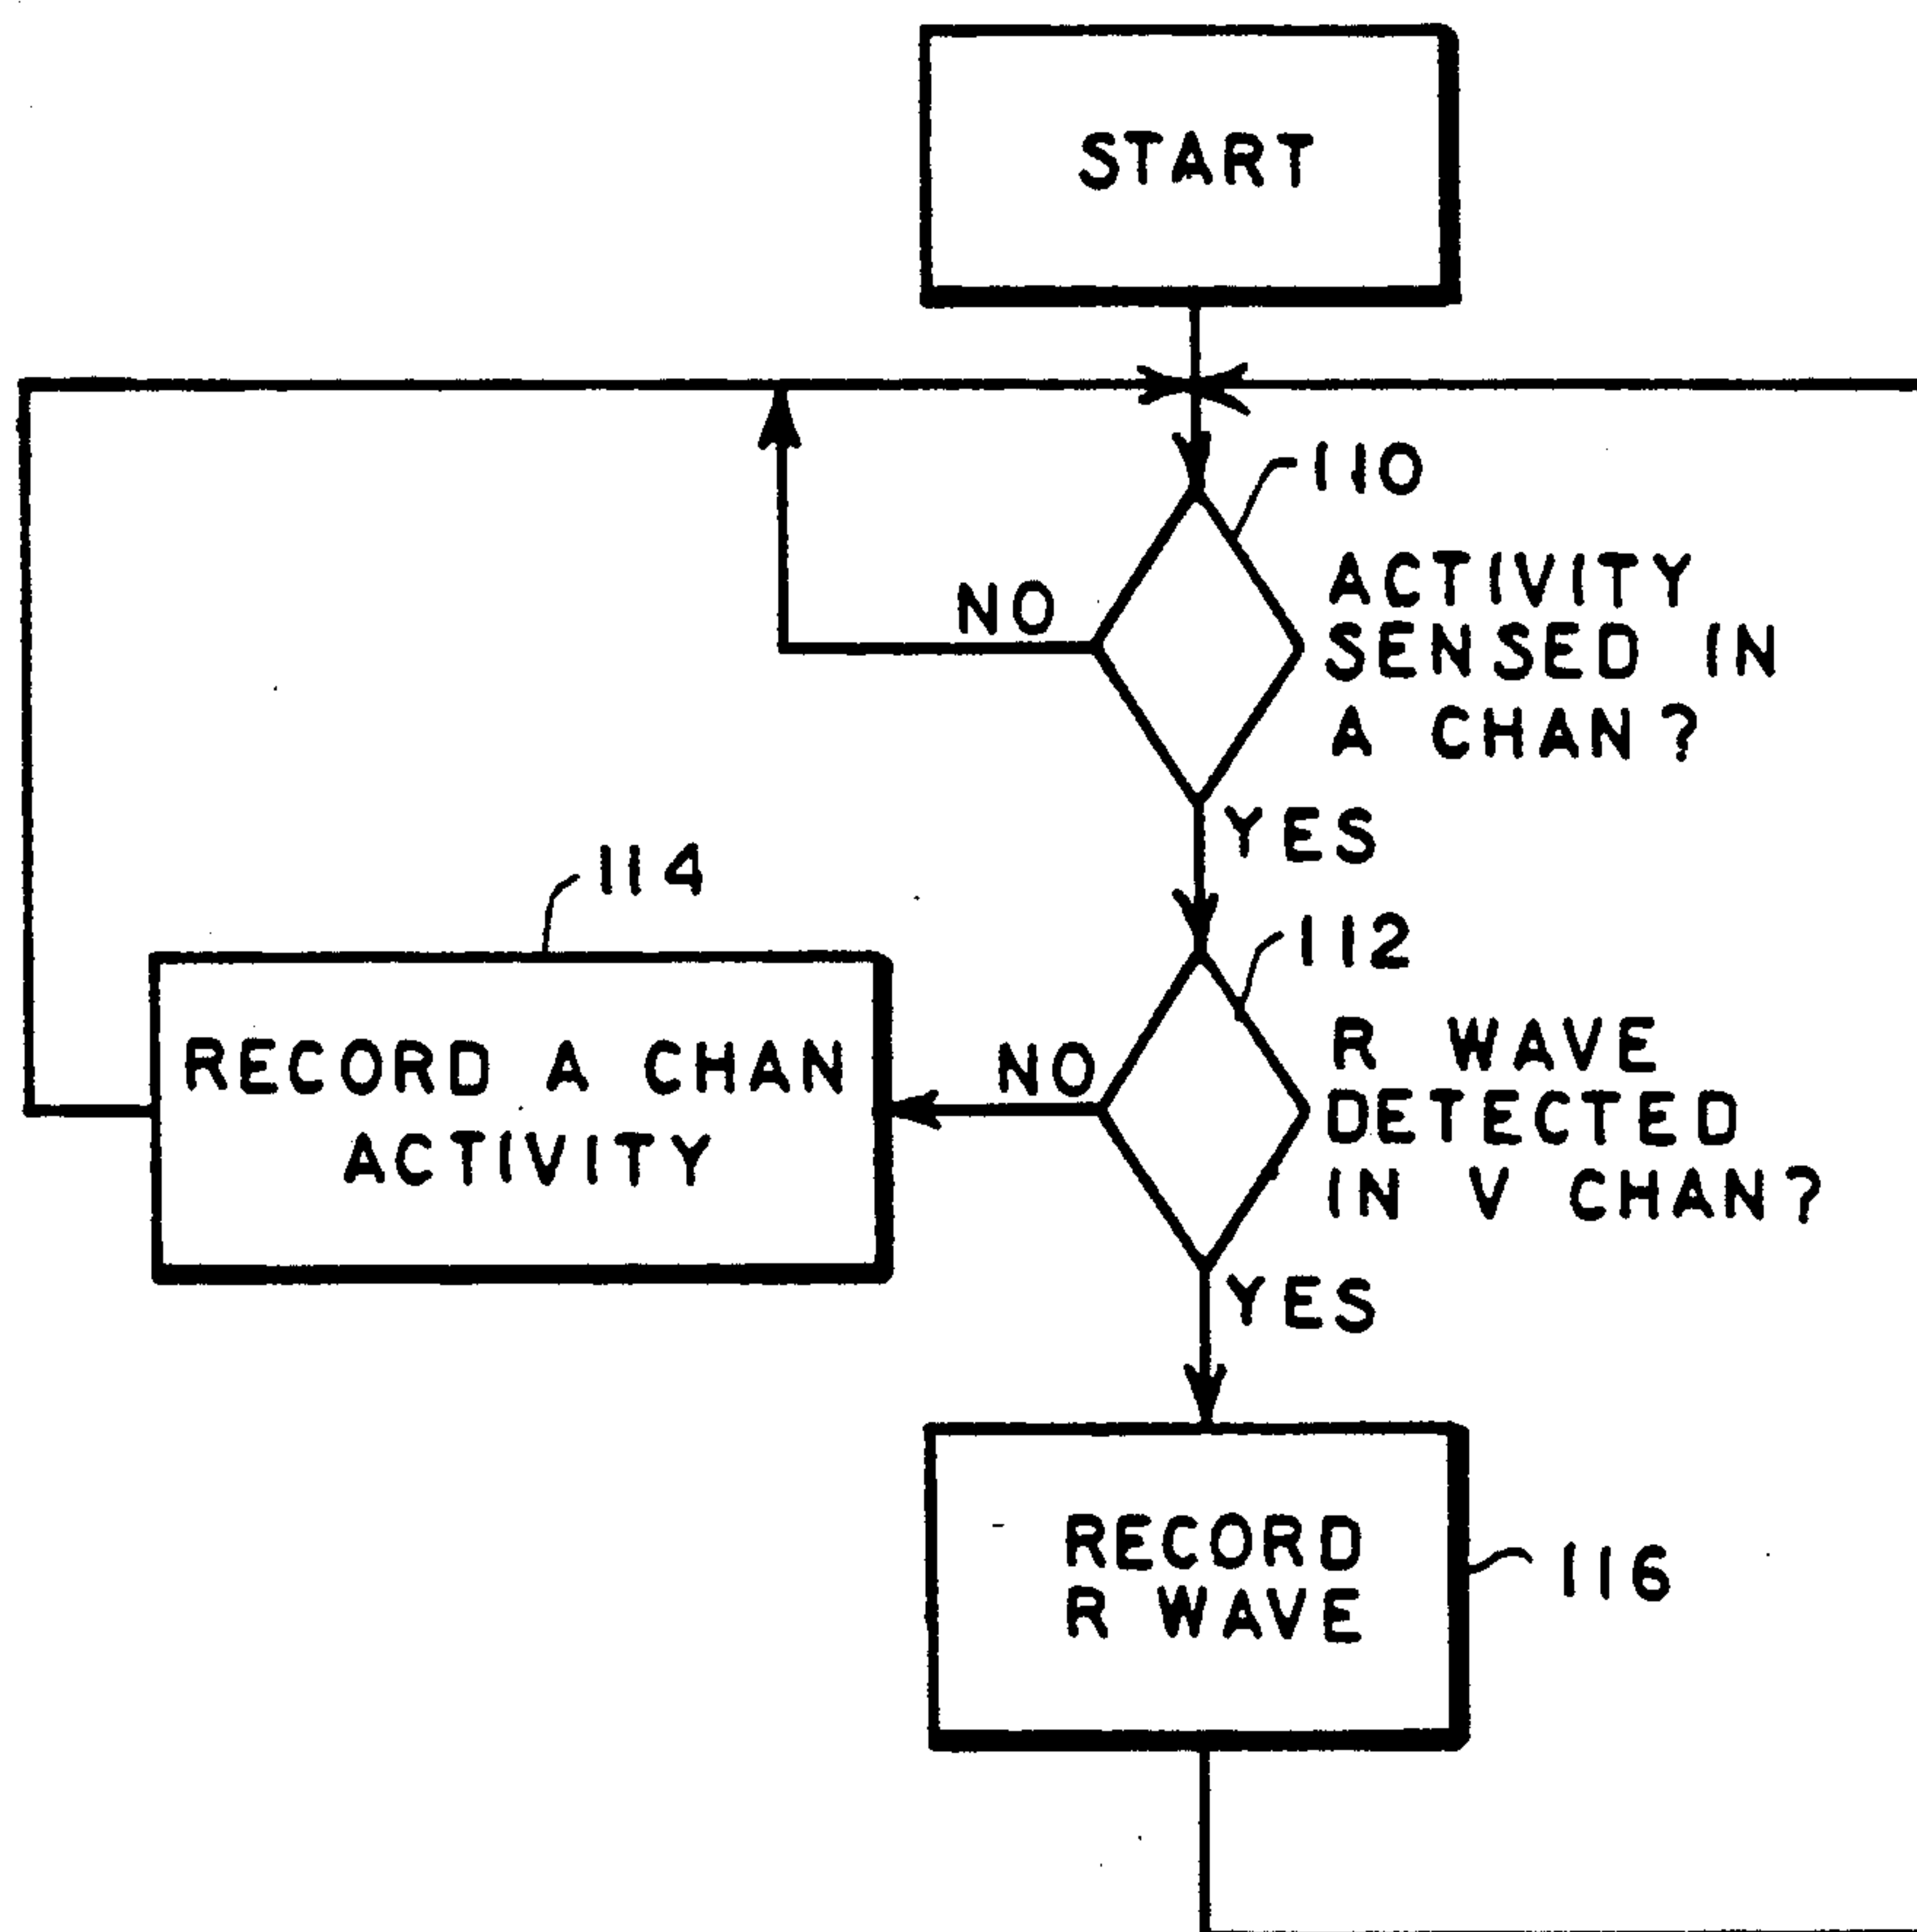 START
110
ACTIVITY
SENSED IN
A CHAN?
NO
YES
114
112
RECORD A CHAN
ACTIVITY
NO
R WAVE
DETECTED
IN V CHAN?
YES
RECORD
R WAVE
116